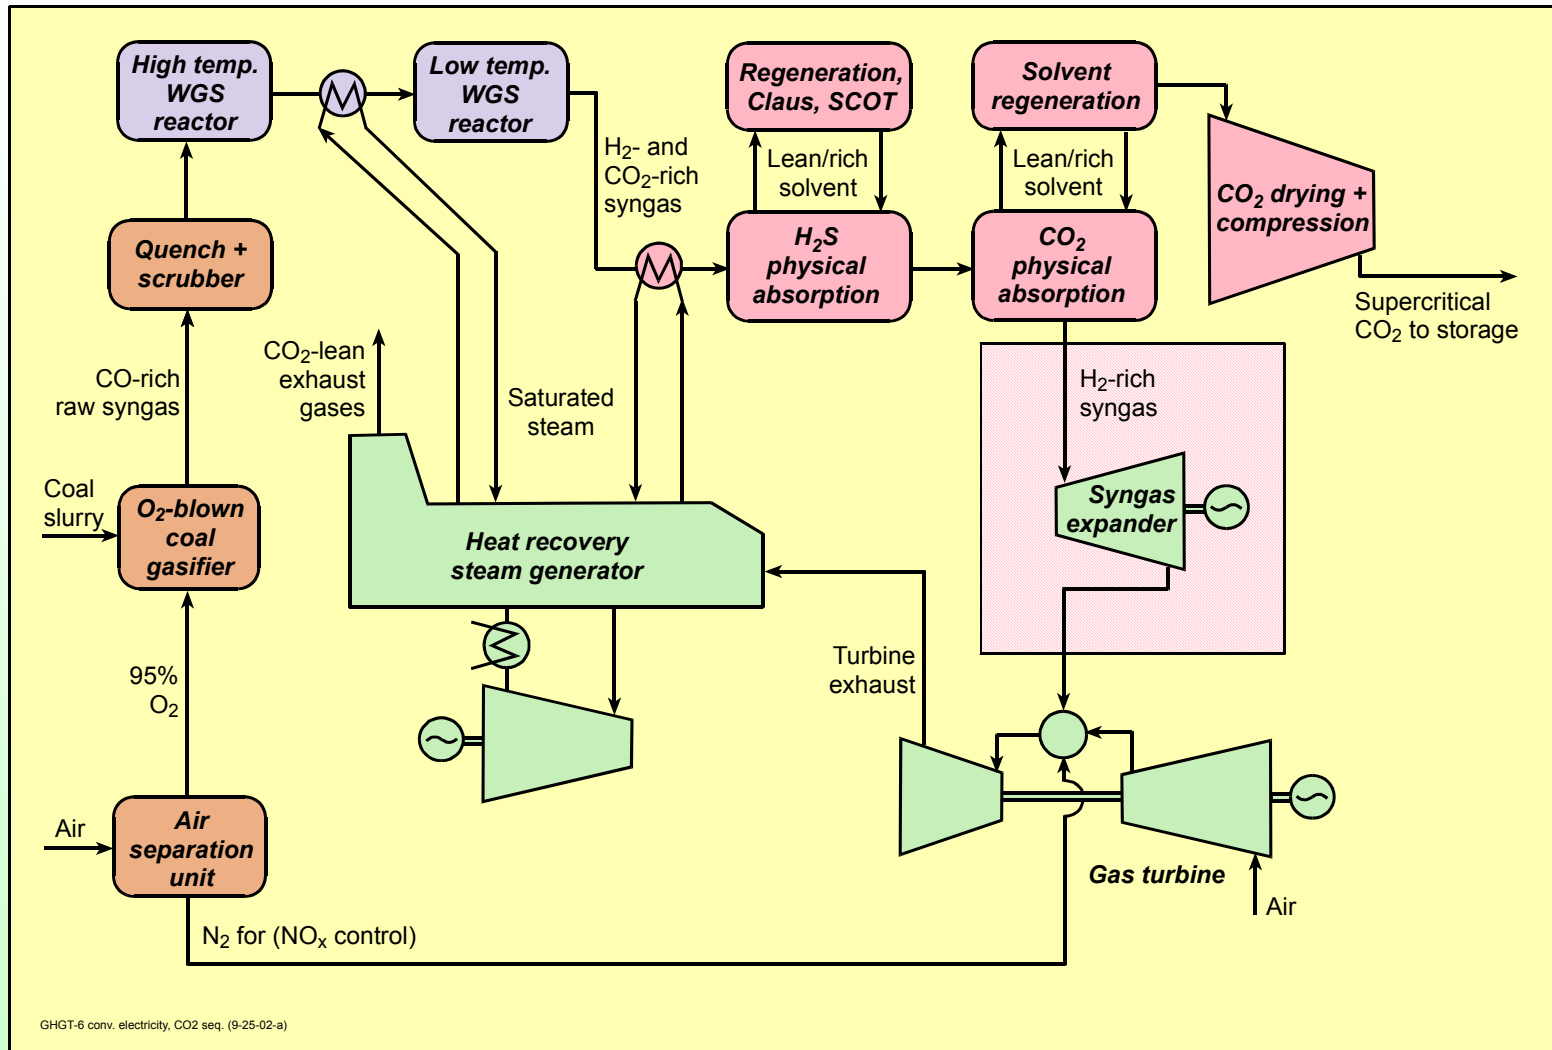 High temp.
WGS
reactor
Low temp.
WGS
reactor
Regeneration,
Claus, SCOT
Solvent
regeneration
H₂- and
CO₂-rich
syngas
Lean/rich
solvent
Lean/rich
solvent
CO₂ drying +
compression
Quench +
scrubber
H₂S
physical
absorption
CO₂
physical
absorption
Supercritical
CO₂ to storage
CO-rich
raw syngas
CO₂-lean
exhaust
gases
Saturated
steam
H₂-rich
syngas
Coal
slurry
O₂-blown
coal
gasifier
Heat recovery
steam generator
Syngas
expander
95%
O₂
Turbine
exhaust
Air
Air
separation
unit
Gas turbine
Air
N₂ for (NOₓ control)
GHGT-6 conv. electricity, CO2 seq. (9-25-02-a)